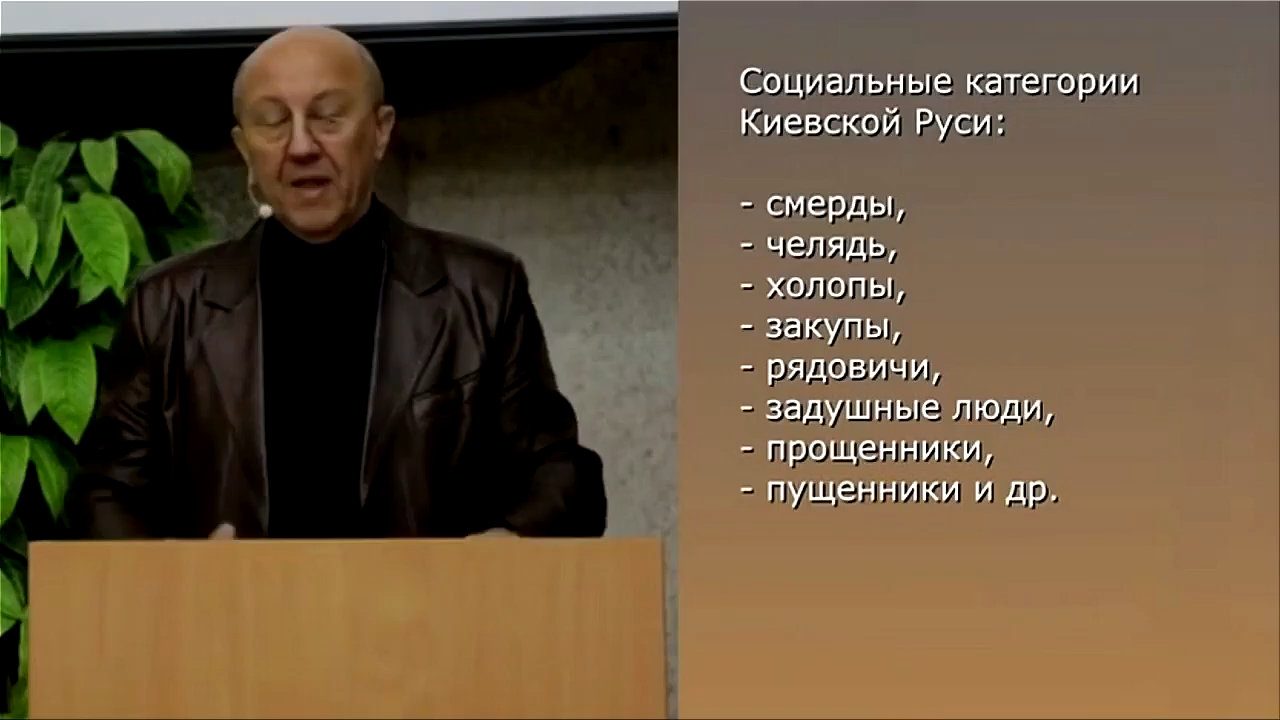 Социальные категории
Киевской Руси:
- смерды,
- челядь,
- холопы,
- закупы,
- рядовичи,
- задушные люди,
- прощенники,
- пущенники и др.